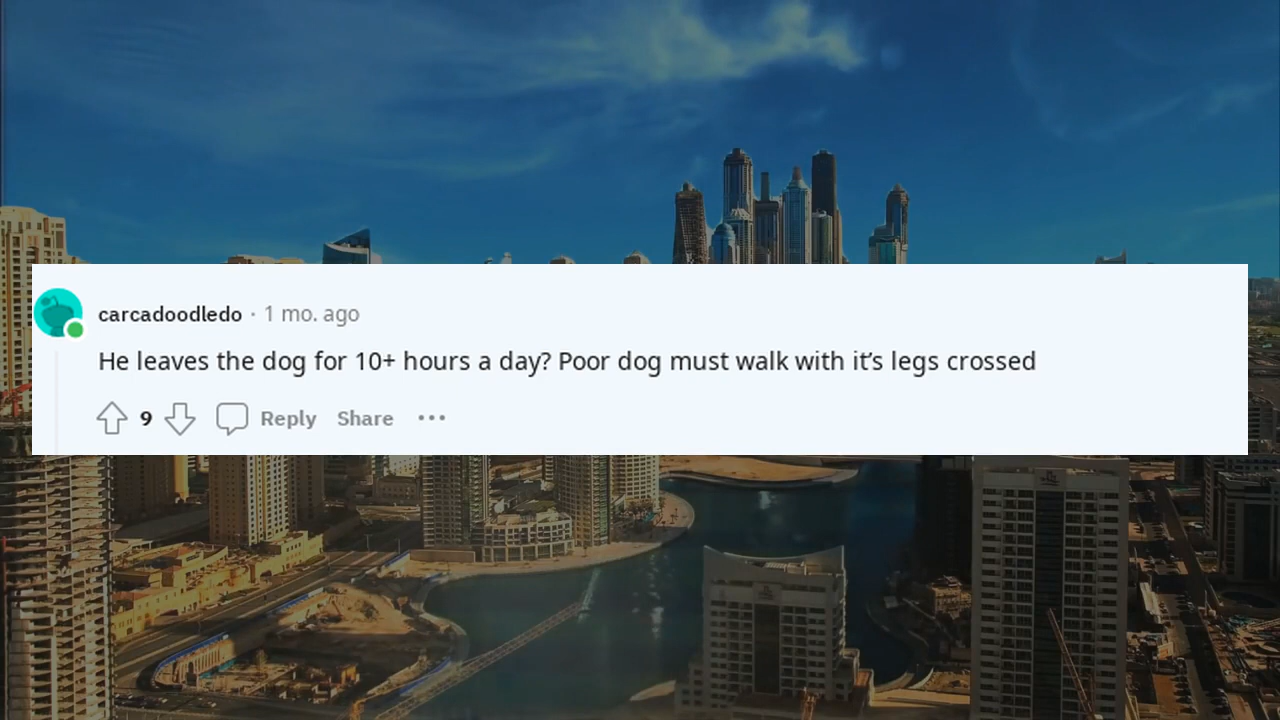 carcadoodledo · 1 mo. ago
He leaves the dog for 10+ hours a day? Poor dog must walk with it’s legs crossed
9 Reply Share ···